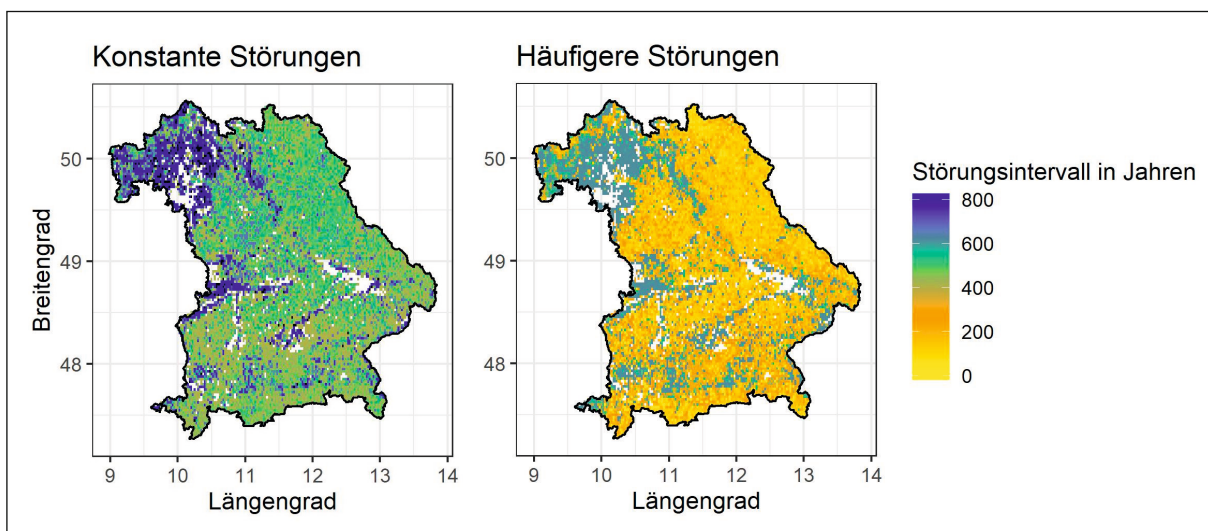 Konstante Störungen
Häufigere Störungen
Störungsintervall in Jahren
800
600
400
200
0
Breitengrad
50
49
48
50
49
48
9 10 11 12 13 14
9 10 11 12 13 14
Längengrad
Längengrad